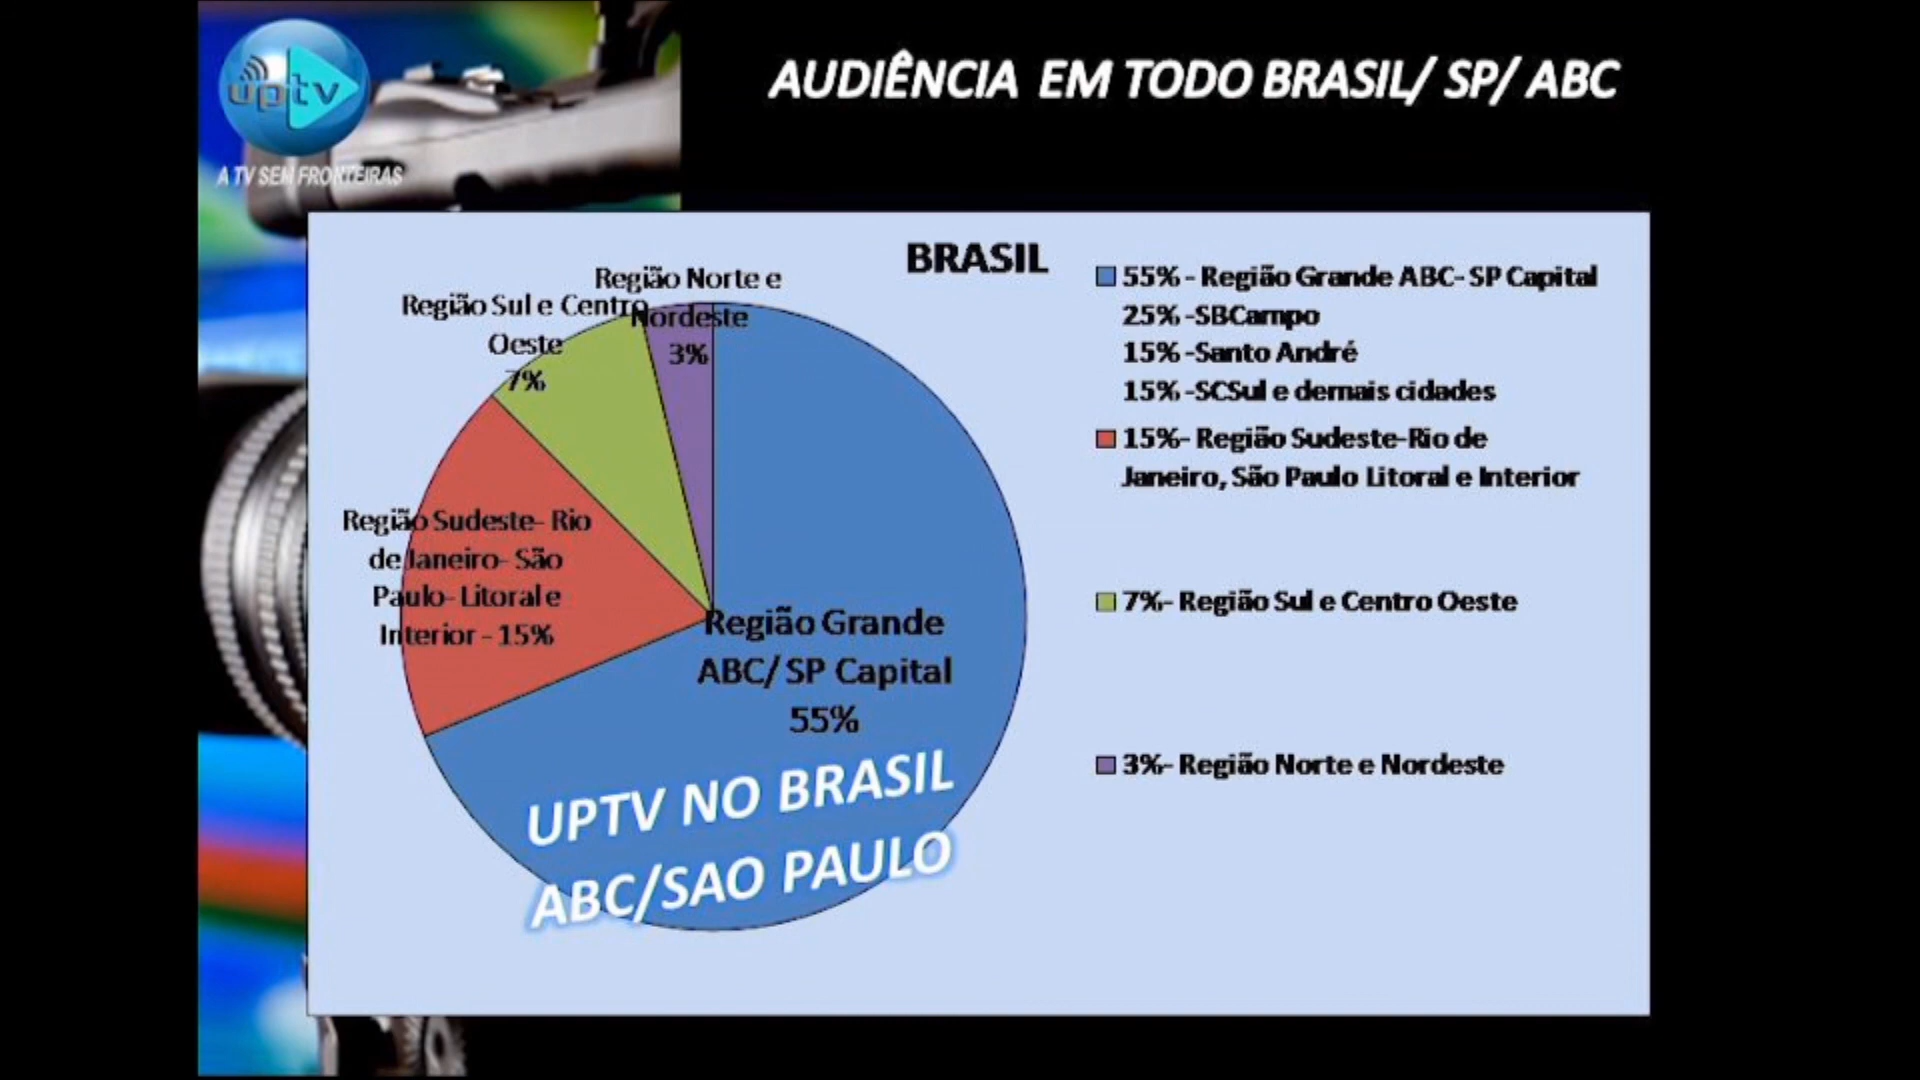 uptv
A TV SEM FRONTEIRAS
AUDIÊNCIA EM TODO BRASIL/ SP/ ABC
BRASIL
Região Norte e
Nordeste
3%
Região Sul e Centro
Oeste
7%
Região Sudeste- Rio
de Janeiro- São
Paulo- Litoral e
Interior - 15%
Região Grande
ABC/ SP Capital
55%
UPTV NO BRASIL
ABC/SAO PAULO
55% - Região Grande ABC- SP Capital
25% -SBCampo
15% -Santo André
15% -SCSul e demais cidades
15%- Região Sudeste-Rio de
Janeiro, São Paulo Litoral e Interior
7%- Região Sul e Centro Oeste
3%- Região Norte e Nordeste